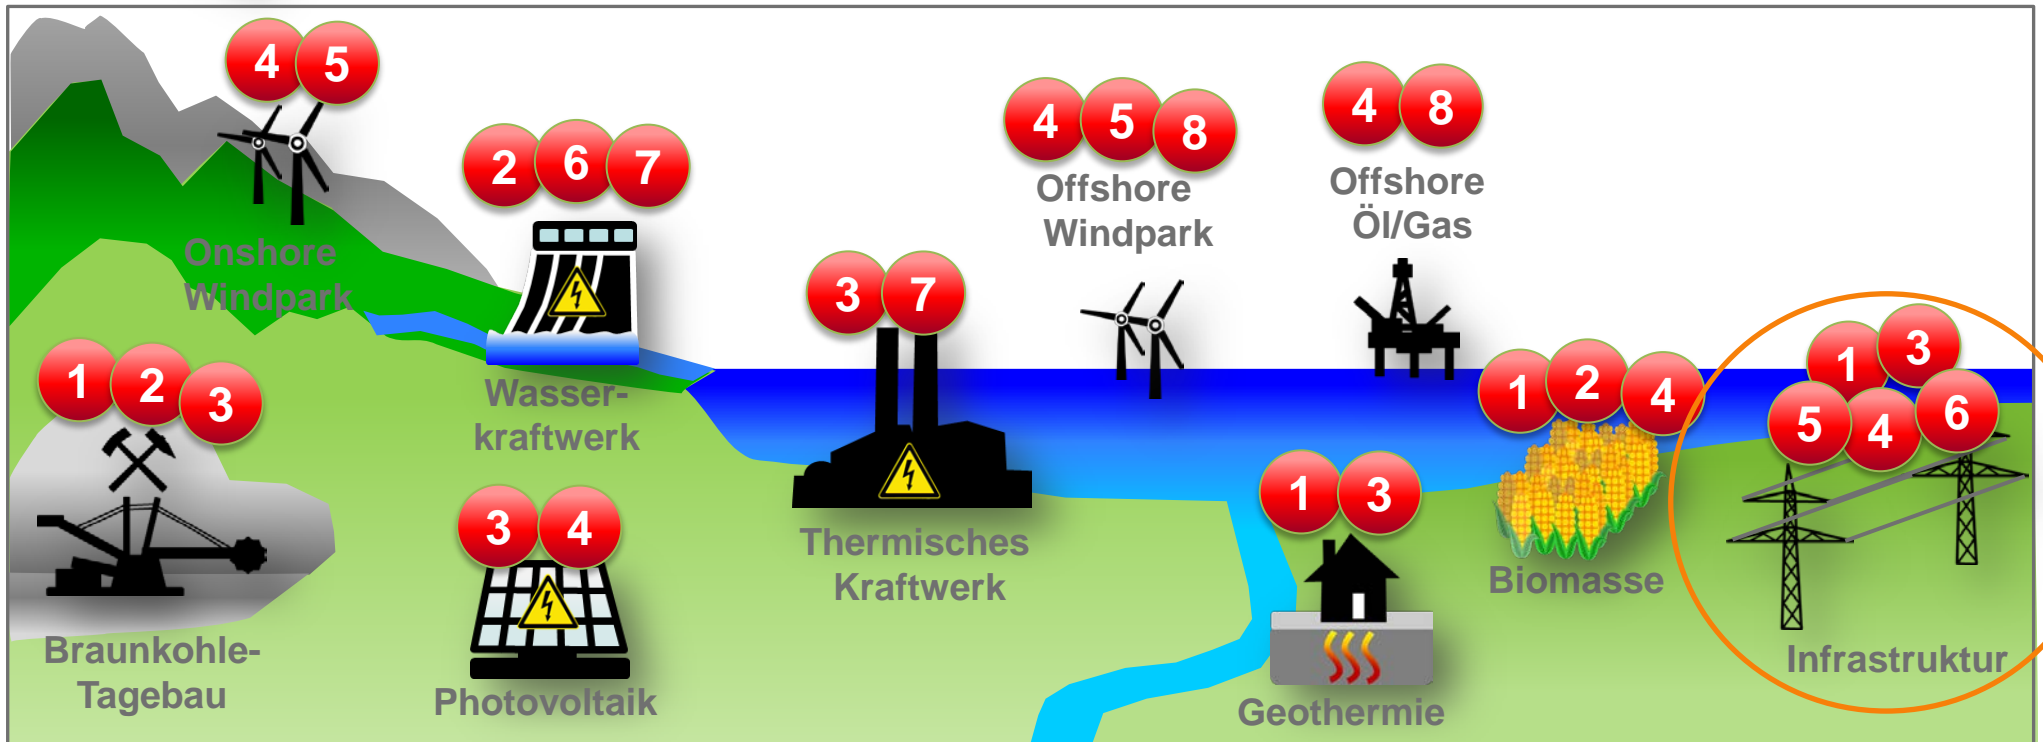 4 5
Onshore
Windpark
2 6 7
Wasser-
kraftwerk
4 5 8
Offshore
Windpark
4 8
Offshore
Öl/Gas
3 7
Thermisches
Kraftwerk
1 2 3
Braunkohle-
Tagebau
3 4
Photovoltaik
1 3
Geothermie
1 2 4
Biomasse
1 3
5 4 6
Infrastruktur